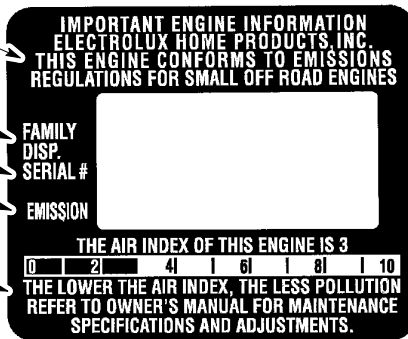 IMPORTANT ENGINE INFORMATION
ELECTROLUX HOME PRODUCTS, INC.
THIS ENGINE CONFORMS TO EMISSIONS
REGULATIONS FOR SMALL OFF ROAD ENGINES
FAMILY
DISP.
SERIAL #
EMISSION
THE AIR INDEX OF THIS ENGINE IS 3
0 2 4 6 8 10
THE LOWER THE AIR INDEX, THE LESS POLLUTION
REFER TO OWNER'S MANUAL FOR MAINTENANCE
SPECIFICATIONS AND ADJUSTMENTS.